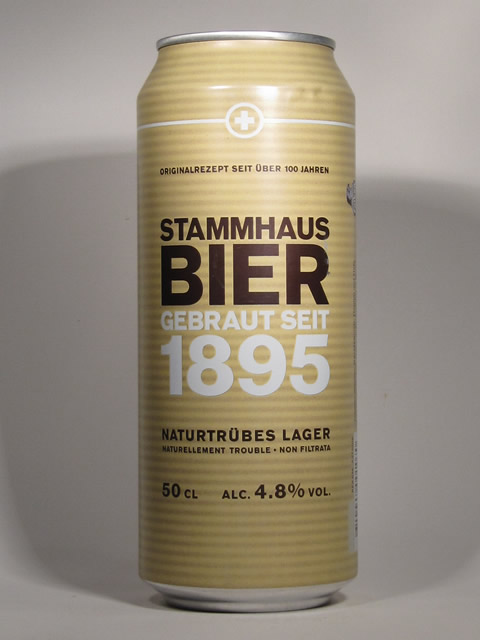 ORIGINALREZEPT SEIT ÜBER 100 JAHREN
STAMMHAUS
BIER
GEBRAUT SEIT
1895
NATURTRÜBES LAGER
NATURELLEMENT TROUBLE • NON FILTRATA
50 CL ALC. 4.8% VOL.